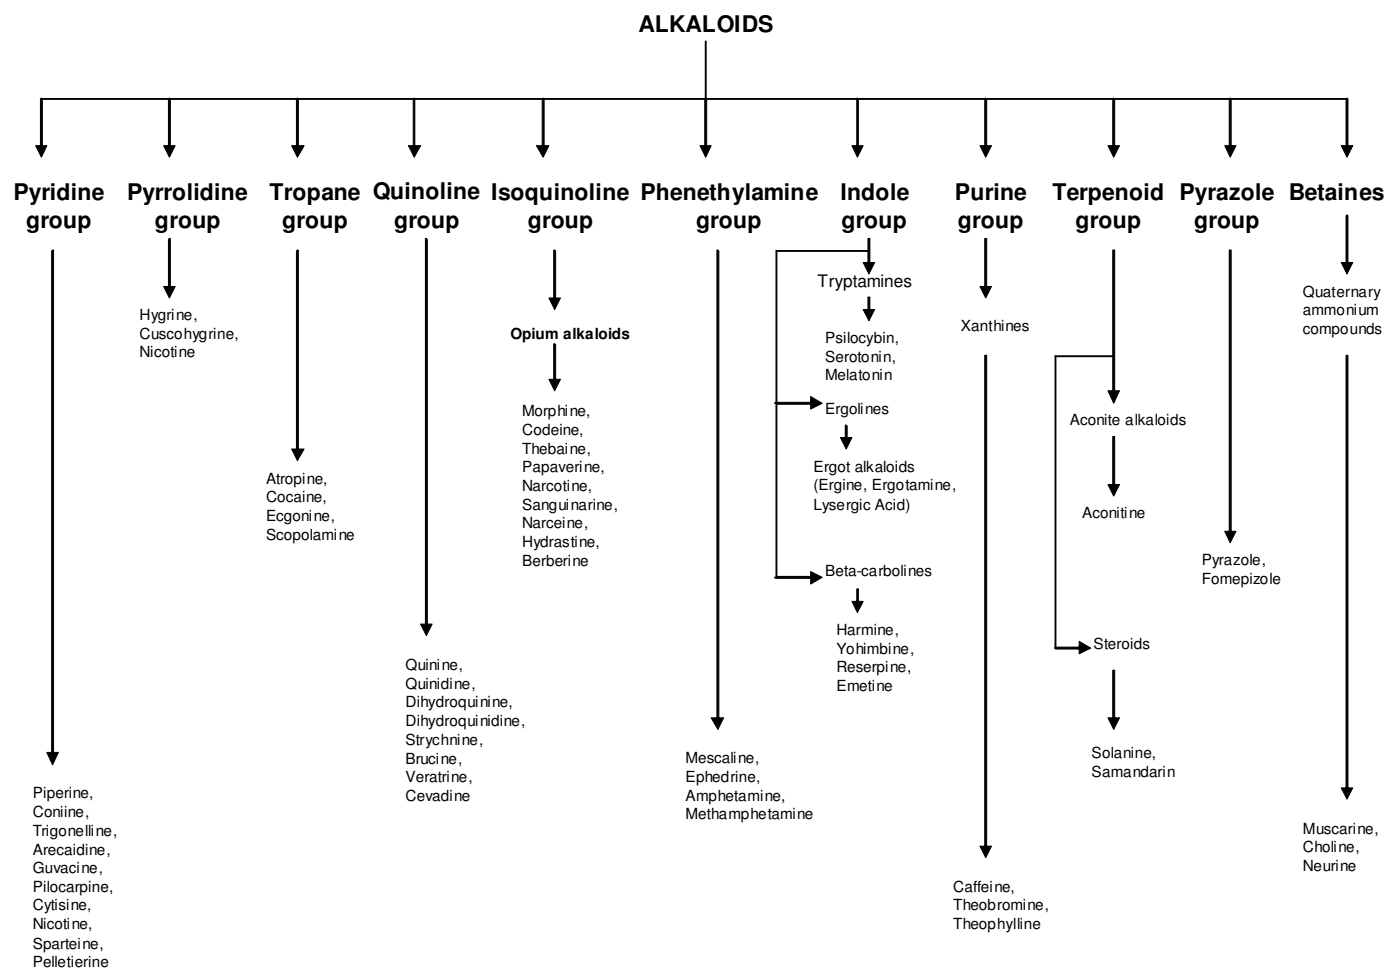 ALKALOIDS
Pyridine
group
Pyrrolidine
group
Tropane
group
Quinoline
group
Isoquinoline
group
Phenethylamine
group
Indole
group
Purine
group
Terpenoid
group
Pyrazole
group
Betaines
Piperine,
Coniine,
Trigonelline,
Arecaidine,
Guvacine,
Pilocarpine,
Cytisine,
Nicotine,
Sparteine,
Pelletierine
Hygrine,
Cuscohygrine,
Nicotine
Atropine,
Cocaine,
Ecgonine,
Scopolamine
Quinine,
Quinidine,
Dihydroquinine,
Dihydroquinidine,
Strychnine,
Brucine,
Veratrine,
Cevadine
Opium alkaloids
Morphine,
Codeine,
Thebaine,
Papaverine,
Narcotine,
Sanguinarine,
Narceine,
Hydrastine,
Berberine
Mescaline,
Ephedrine,
Amphetamine,
Methamphetamine
Tryptamines
Psilocybin,
Serotonin,
Melatonin
Ergolines
Ergot alkaloids
(Ergine, Ergotamine,
Lysergic Acid)
Beta-carbolines
Harmine,
Yohimbine,
Reserpine,
Emetine
Xanthines
Caffeine,
Theobromine,
Theophylline
Aconite alkaloids
Aconitine
Steroids
Solanine,
Samandarin
Pyrazole,
Fomepizole
Quaternary
ammonium
compounds
Muscarine,
Choline,
Neurine